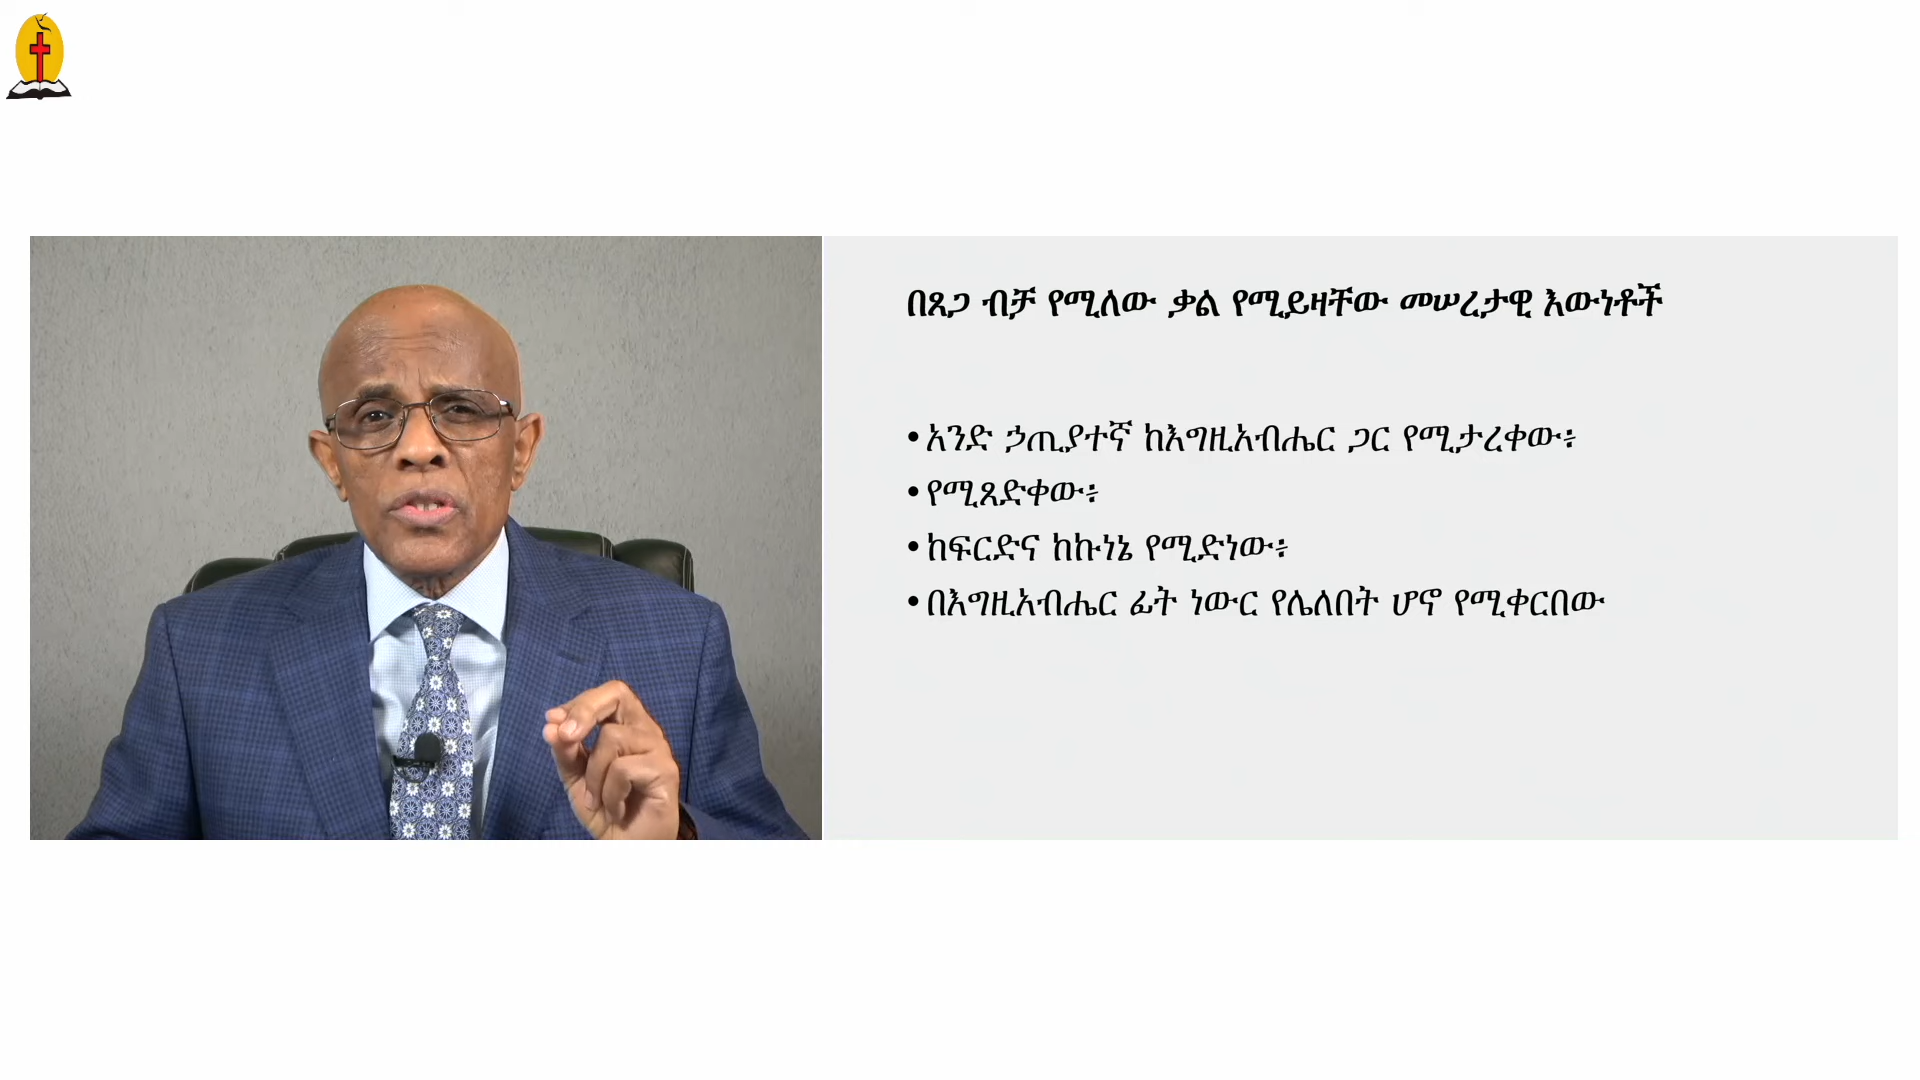 በጸጋ ብቻ የሚለው ቃል የሚይዛቸው መሠረታዊ እውነቶች
•አንድ ኃጢያተኛ ከእግዚአብሔር ጋር የሚታረቀው፥
•የሚጸድቀው፥
•ከፍርድና ከኩነኔ የሚድነው፥
•በእግዚአብሔር ፊት ነውር የሌለበት ሆኖ የሚቀርበው